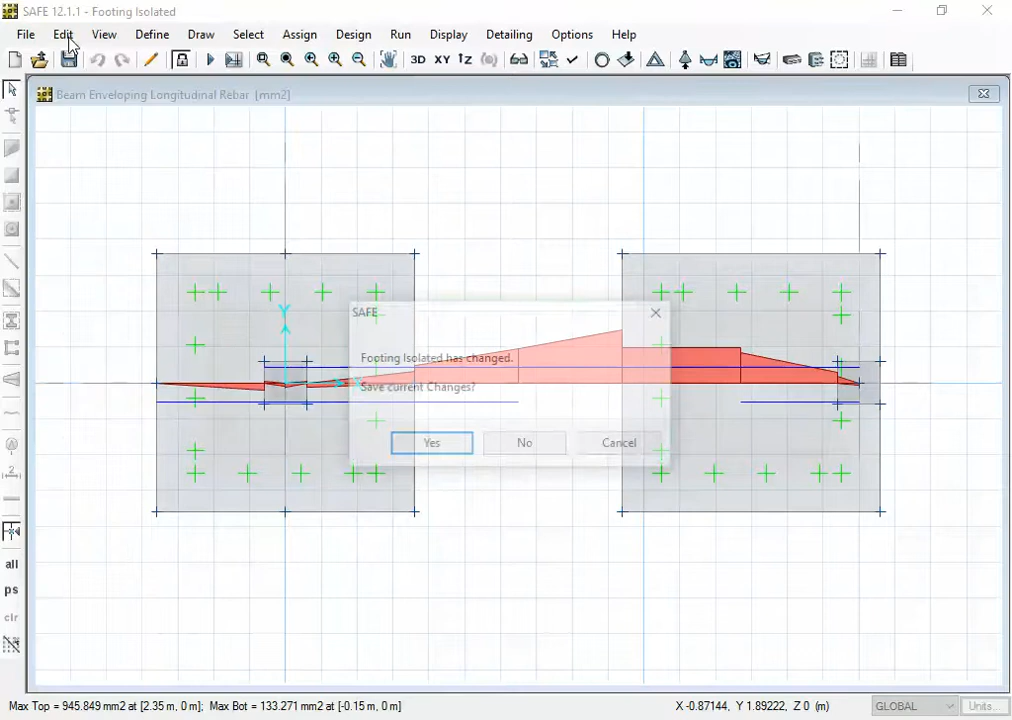 SAFE 12.1.1 - Footing Isolated
File Edit View Define Draw Select Assign Design Run Display Detailing Options Help
3D XY
Beam Enveloping Longitudinal Rebar [mm2]
Y
X
SAFE
Footing Isolated has changed.
Save current Changes?
Yes No Cancel
2
all
ps
clr
Max Top = 945.849 mm2 at [2.35 m, 0 m]; Max Bot = 133.271 mm2 at [-0.15 m, 0 m] X -0.87144, Y 1.89222, Z 0 (m) GLOBAL Units...